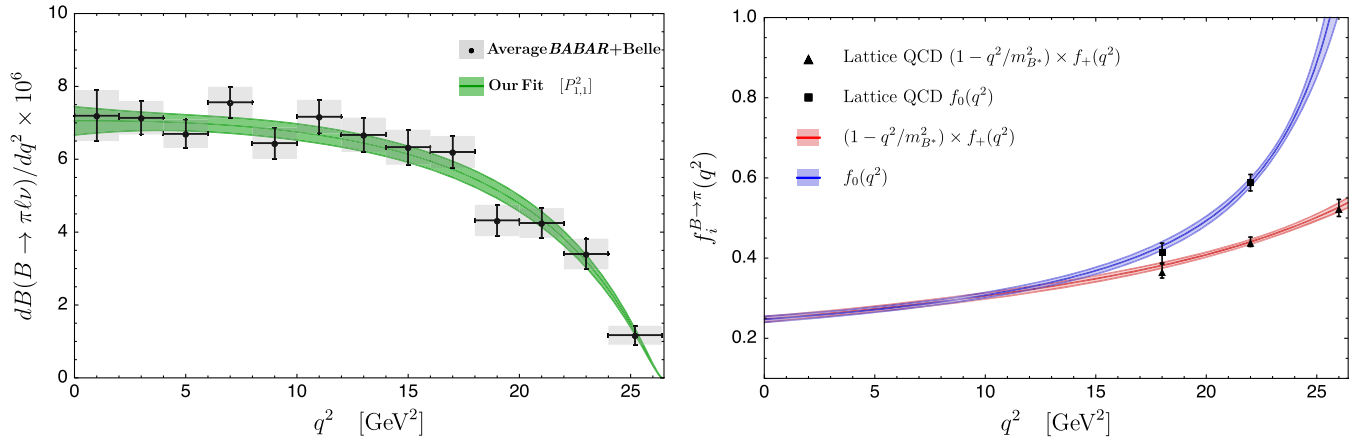 10
8
6
4
2
0
0
5
10
15
20
25
dB(B → πℓν)/dq² × 10⁶
q² [GeV²]
Average BABAR+Belle
Our Fit [P²₁,₁]
1.0
0.8
0.6
0.4
0.2
0
5
10
15
20
25
f_i^{B→π}(q²)
q² [GeV²]
Lattice QCD (1 − q²/m²_{B*}) × f₊(q²)
Lattice QCD f₀(q²)
(1 − q²/m²_{B*}) × f₊(q²)
f₀(q²)